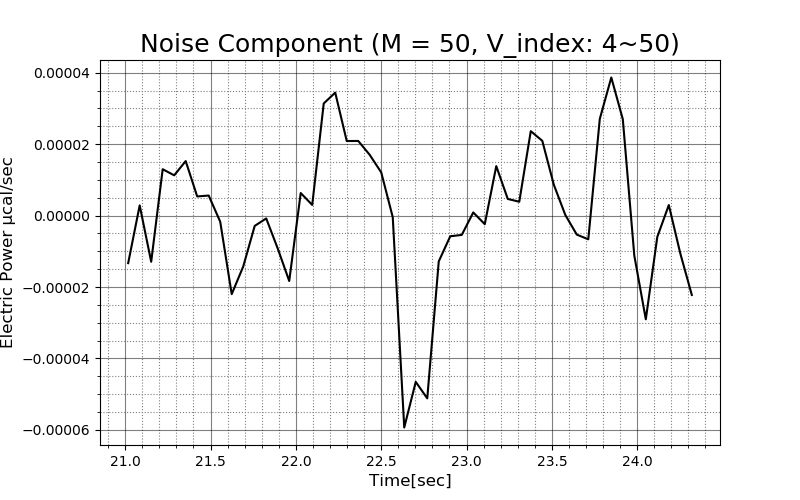 Noise Component (M = 50, V_index: 4~50)
0.00004
0.00002
0.00000
−0.00002
−0.00004
−0.00006
Electric Power μcal/sec
21.0 21.5 22.0 22.5 23.0 23.5 24.0
Time[sec]